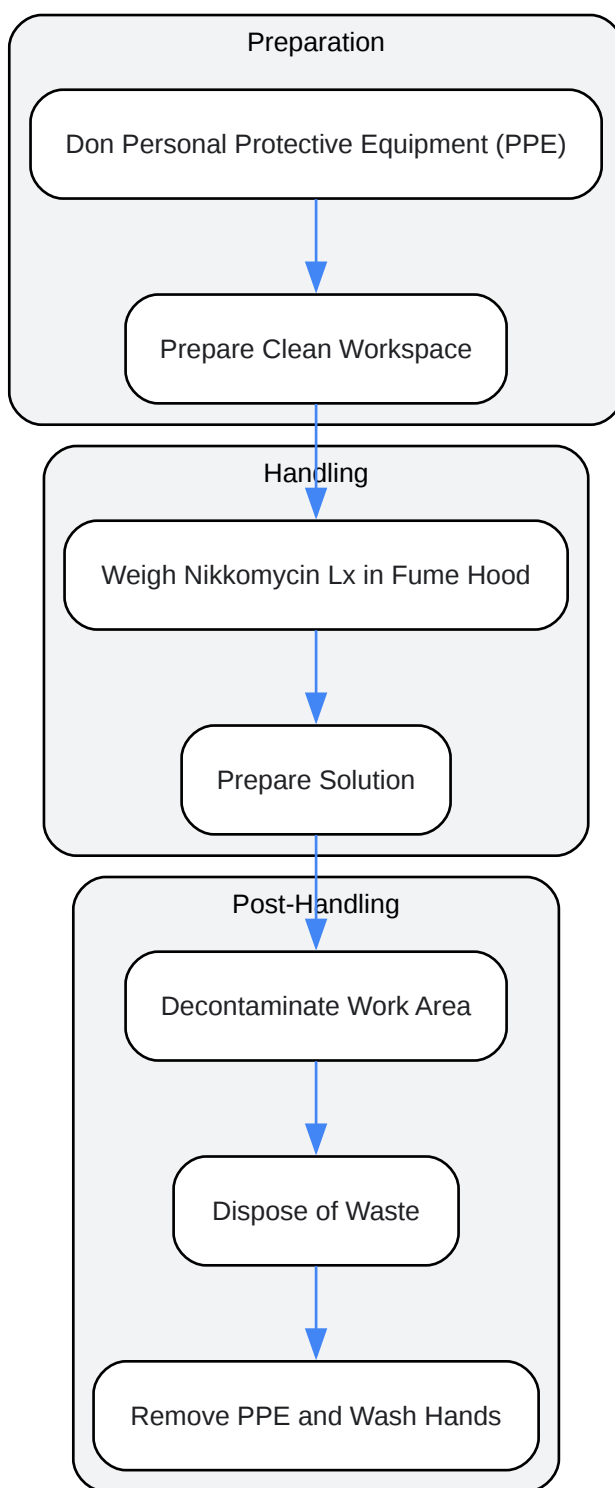 Preparation
Don Personal Protective Equipment (PPE)
Prepare Clean Workspace
Handling
Weigh Nikkomycin Lx in Fume Hood
Prepare Solution
Post-Handling
Decontaminate Work Area
Dispose of Waste
Remove PPE and Wash Hands